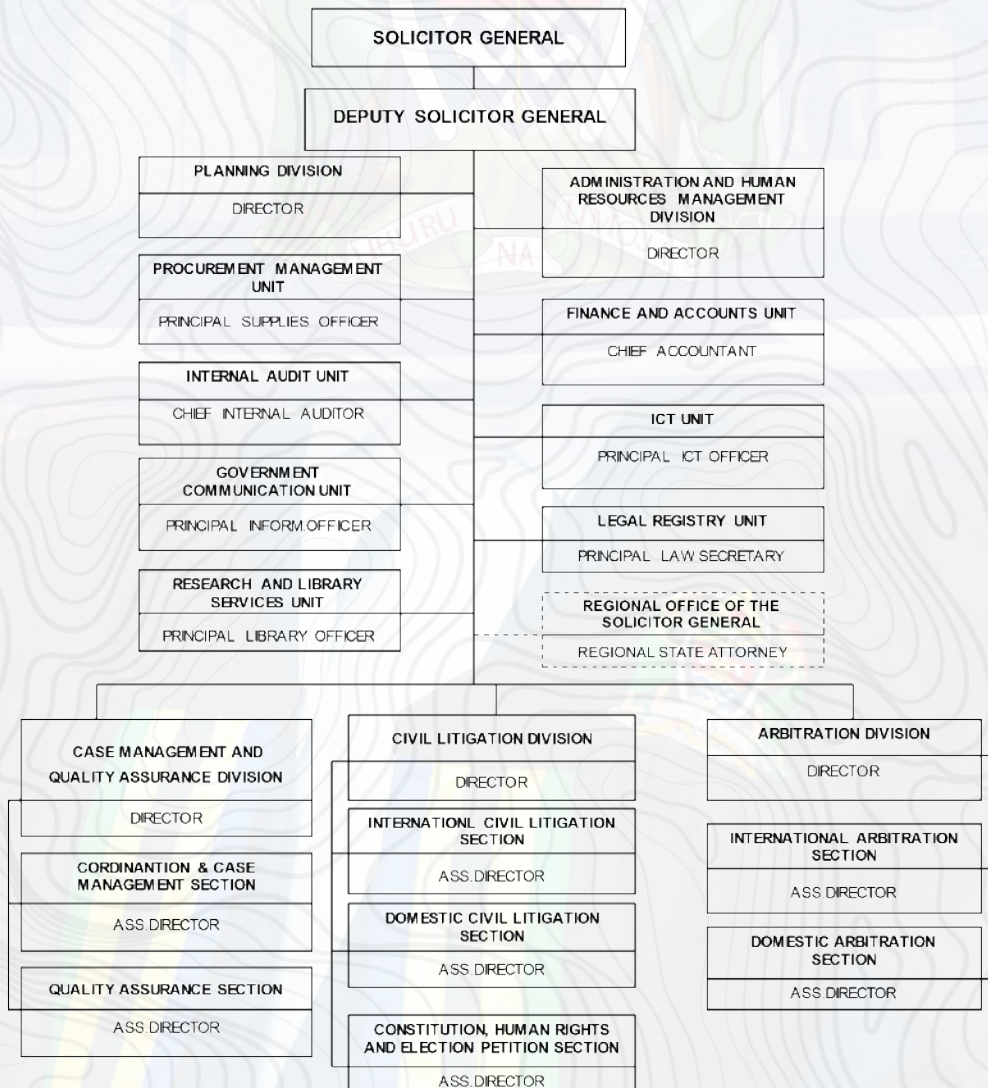 SOLICITOR GENERAL
DEPUTY SOLICITOR GENERAL
PLANNING DIVISION
DIRECTOR
ADMINISTRATION AND HUMAN
RESOURCES MANAGEMENT
DIVISION
DIRECTOR
PROCUREMENT MANAGEMENT
UNIT
PRINCIPAL SUPPLIES OFFICER
FINANCE AND ACCOUNTS UNIT
CHIEF ACCOUNTANT
INTERNAL AUDIT UNIT
CHIEF INTERNAL AUDITOR
ICT UNIT
PRINCIPAL ICT OFFICER
GOVERNMENT
COMMUNICATION UNIT
PRINCIPAL INFORM.OFFICER
LEGAL REGISTRY UNIT
PRINCIPAL LAW SECRETARY
RESEARCH AND LIBRARY
SERVICES UNIT
PRINCIPAL LIBRARY OFFICER
REGIONAL OFFICE OF THE
SOLICITOR GENERAL
REGIONAL STATE ATTORNEY
CASE MANAGEMENT AND
QUALITY ASSURANCE DIVISION
DIRECTOR
CORDINANTION & CASE
MANAGEMENT SECTION
ASS.DIRECTOR
QUALITY ASSURANCE SECTION
ASS.DIRECTOR
CIVIL LITIGATION DIVISION
DIRECTOR
INTERNATIONL CIVIL LITIGATION
SECTION
ASS.DIRECTOR
DOMESTIC CIVIL LITIGATION
SECTION
ASS.DIRECTOR
CONSTITUTION, HUMAN RIGHTS
AND ELECTION PETITION SECTION
ASS.DIRECTOR
ARBITRATION DIVISION
DIRECTOR
INTERNATIONAL ARBITRATION
SECTION
ASS.DIRECTOR
DOMESTIC ARBITRATION
SECTION
ASS.DIRECTOR
UHURU NA UMOJA